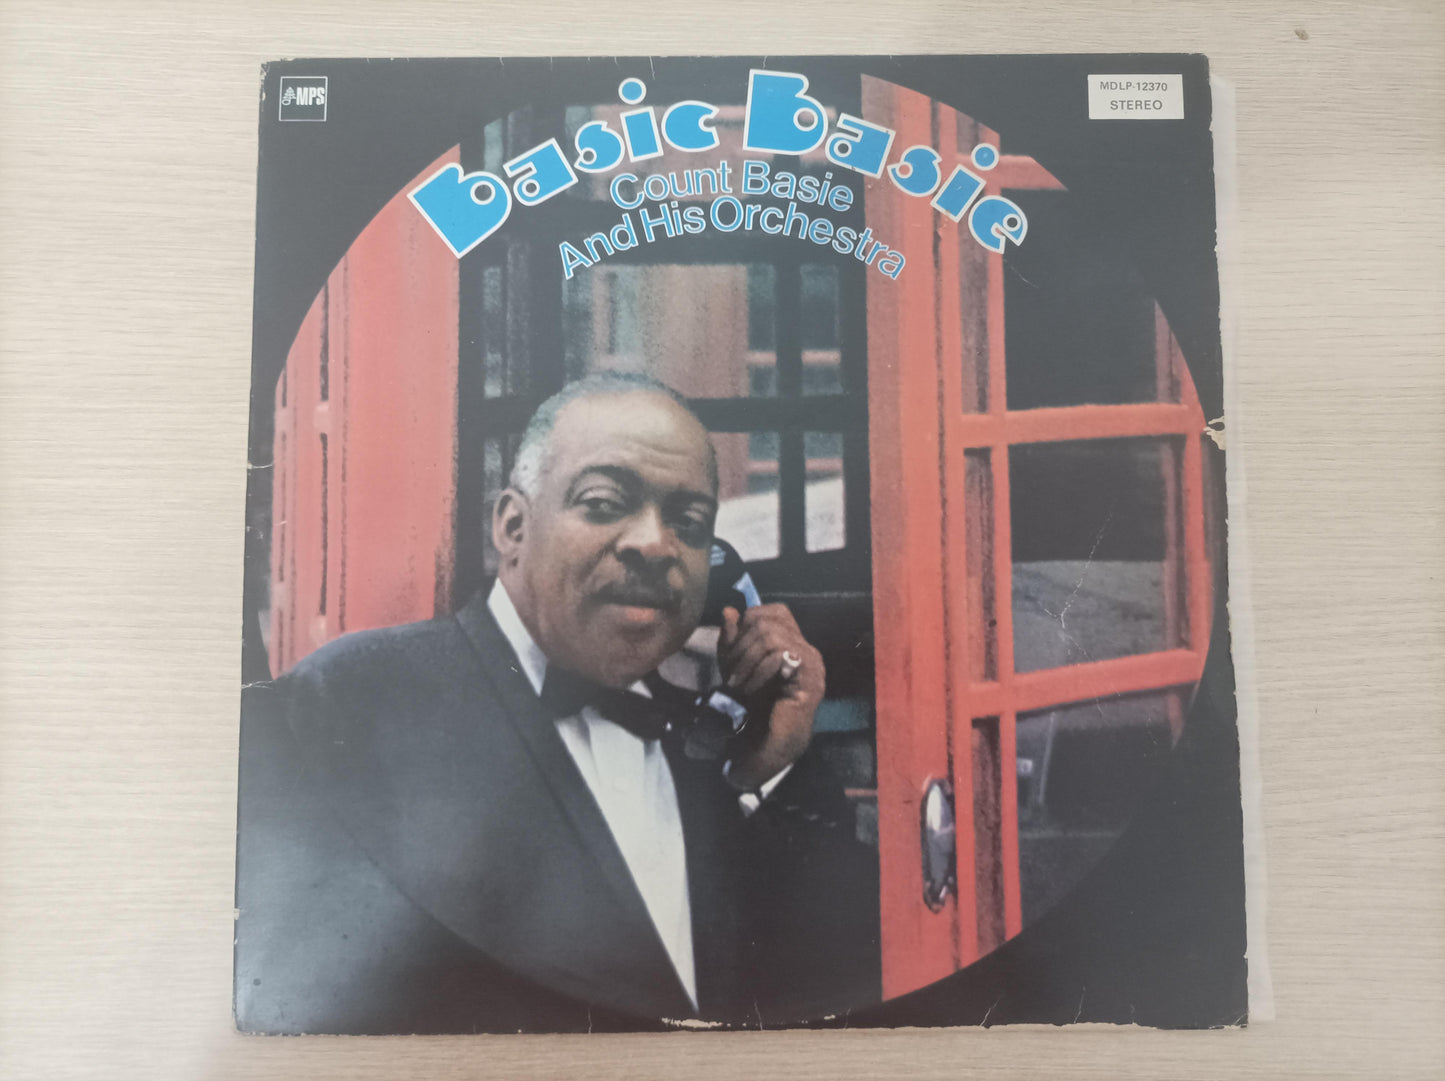 MPS
MDLP-12370
STEREO
Basic Basie
Count Basie
And His Orchestra